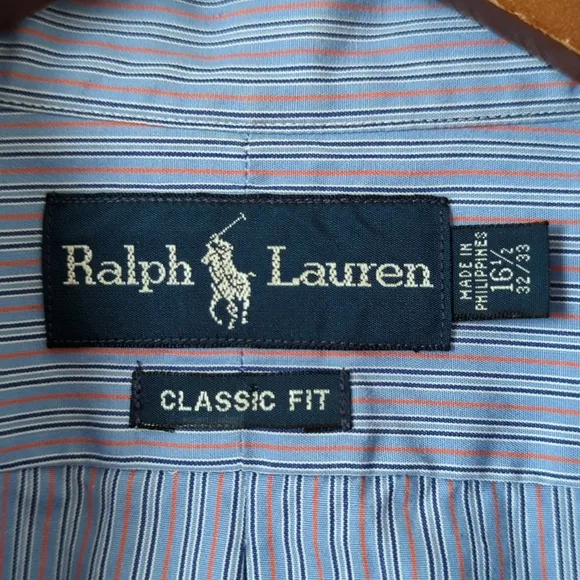 Ralph Lauren
MADE IN
PHILIPPINES
16½
32/33
CLASSIC FIT